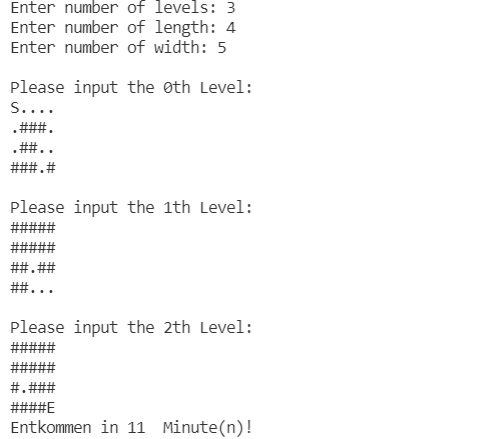 Enter number of levels: 3
Enter number of length: 4
Enter number of width: 5
Please input the 0th Level:
S....
.###.
.##..
###.#
Please input the 1th Level:
#####
#####
##.##
##...
Please input the 2th Level:
#####
#####
#.###
####E
Entkommen in 11  Minute(n)!